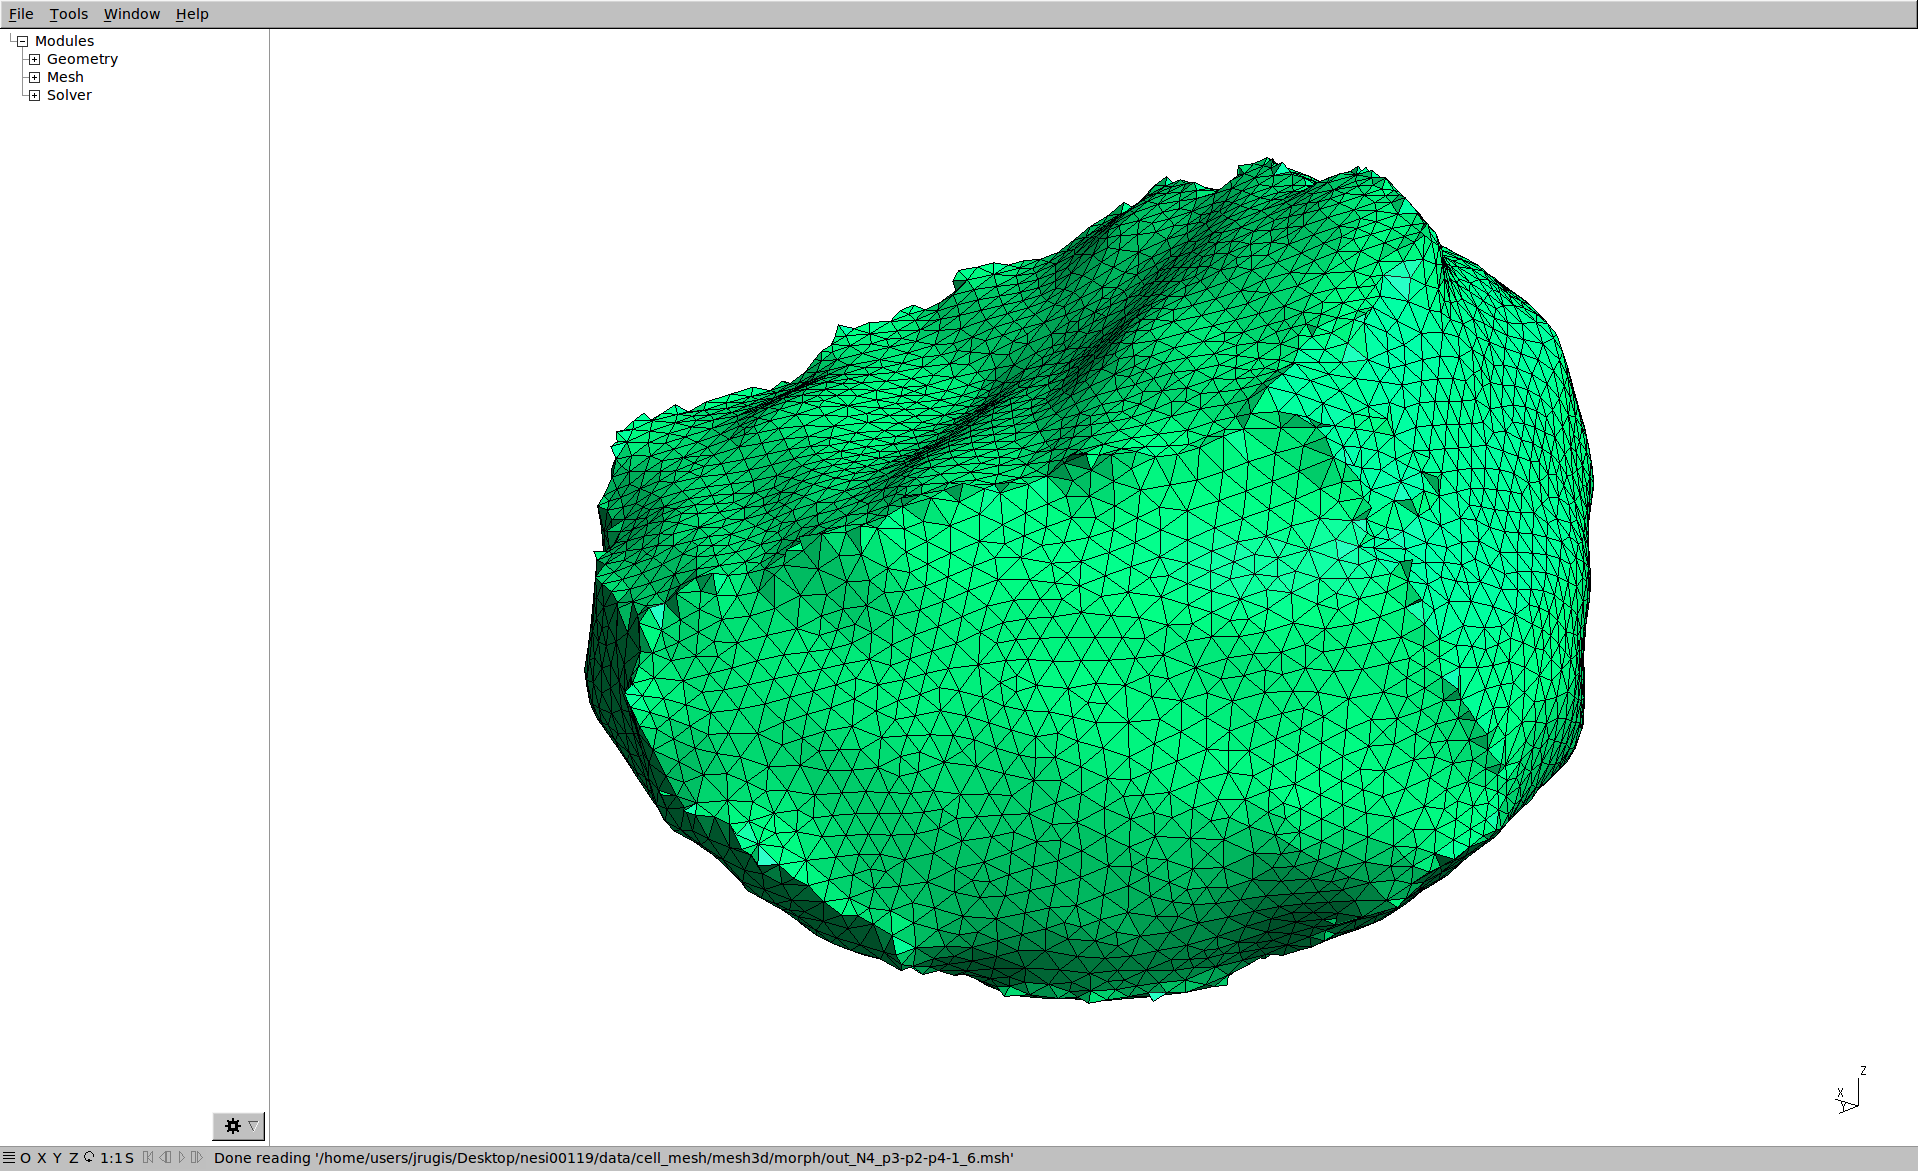 File Tools Window Help
Modules
Geometry
Mesh
Solver
Z
X
Y
O X Y Z 1:1 S Done reading '/home/users/jrugis/Desktop/nesi00119/data/cell_mesh/mesh3d/morph/out_N4_p3-p2-p4-1_6.msh'